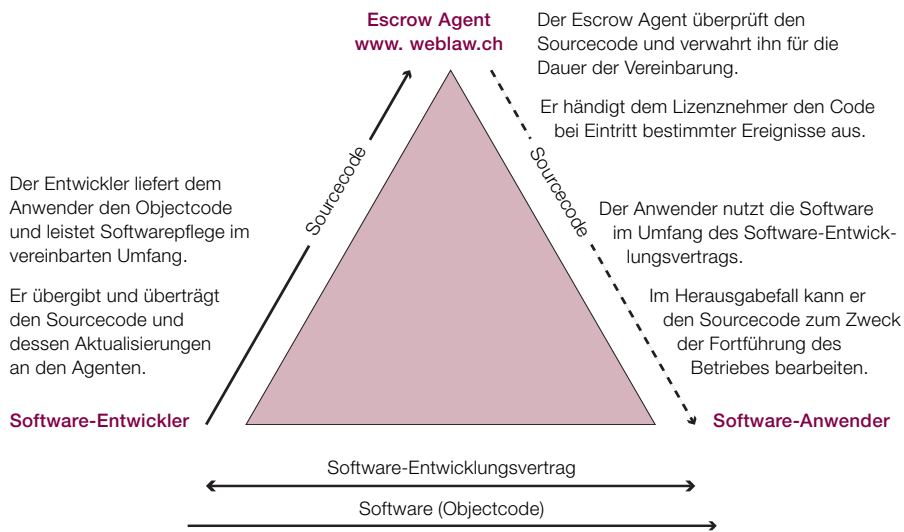 Escrow Agent
www. weblaw.ch
Der Escrow Agent überprüft den
Sourcecode und verwahrt ihn für die
Dauer der Vereinbarung.
Er händigt dem Lizenznehmer den Code
bei Eintritt bestimmter Ereignisse aus.
Sourcecode
Sourcecode
Der Entwickler liefert dem
Anwender den Objectcode
und leistet Softwarepflege im
vereinbarten Umfang.
Er übergibt und überträgt
den Sourcecode und
dessen Aktualisierungen
an den Agenten.
Der Anwender nutzt die Software
im Umfang des Software-Entwick-
lungsvertrags.
Im Herausgabefall kann er
den Sourcecode zum Zweck
der Fortführung des
Betriebes bearbeiten.
Software-Entwickler
Software-Anwender
Software-Entwicklungsvertrag
Software (Objectcode)